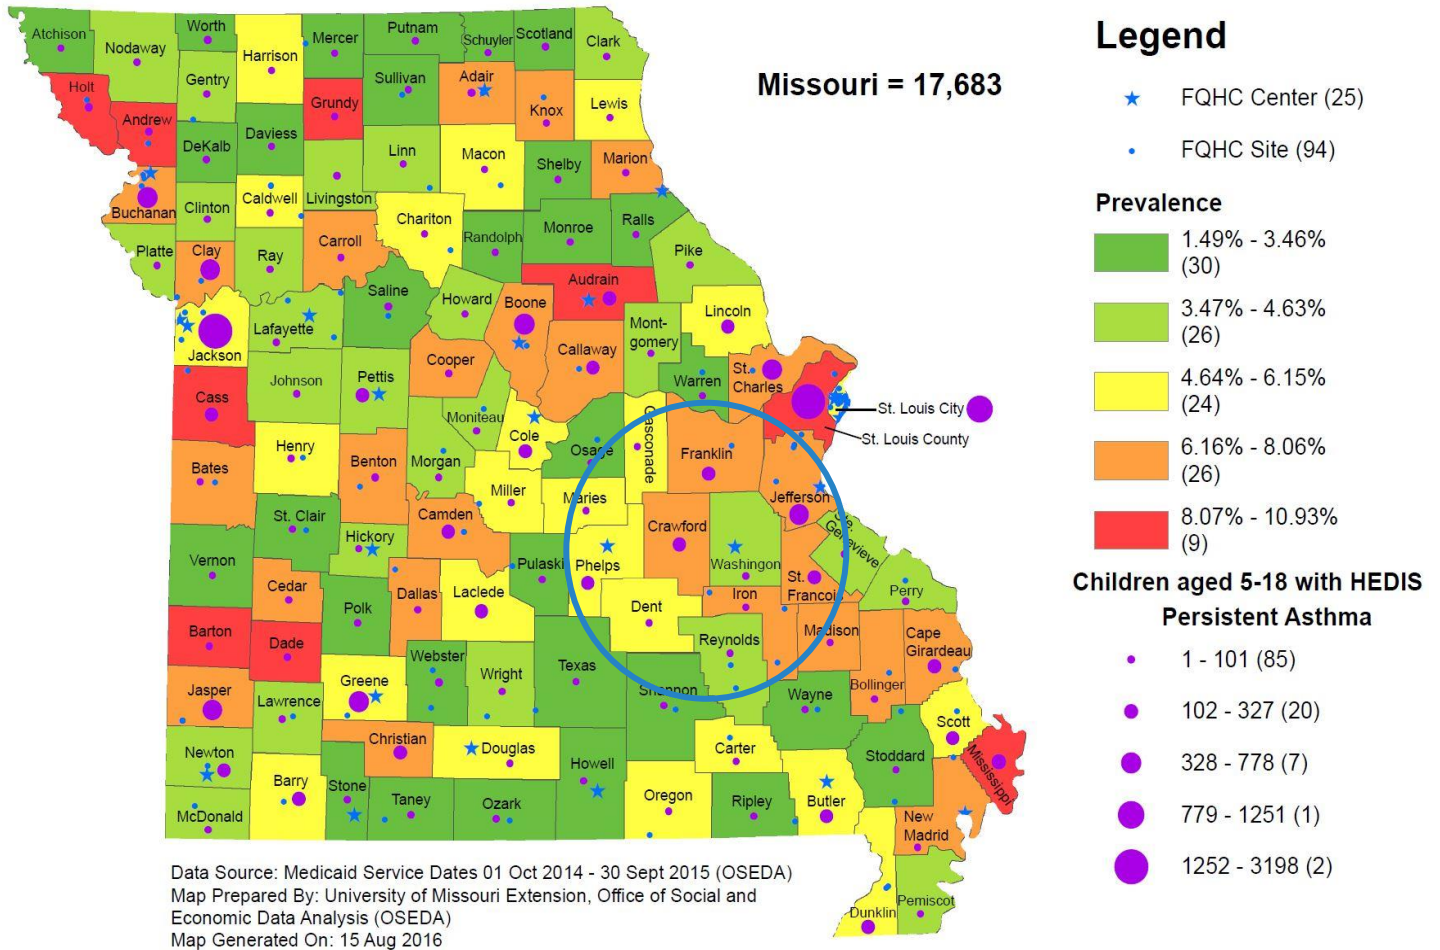 Atchison
Nodaway
Worth
Harrison
Mercer
Putnam
Schuyler
Scotland
Clark
Holt
Andrew
Gentry
DeKalb
Daviess
Grundy
Sullivan
Adair
Knox
Lewis
Linn
Macon
Shelby
Marion
Buchanan
Clinton
Caldwell
Livingston
Chariton
Randolph
Monroe
Ralls
Platte
Clay
Ray
Carroll
Pike
Saline
Howard
Boone
Audrain
Lincoln
Jackson
Lafayette
Cooper
Callaway
Mont-
gomery
Warren
St.
Charles
St. Louis City
St. Louis County
Cass
Johnson
Pettis
Moniteau
Cole
Osage
Gasconade
Franklin
Jefferson
Bates
Henry
Benton
Morgan
Miller
Maries
Crawford
Washingon
Ste.
Genevieve
St. Clair
Hickory
Camden
Pulaski
Phelps
St.
Francois
Perry
Vernon
Cedar
Polk
Dallas
Laclede
Dent
Iron
Madison
Cape
Girardeau
Barton
Dade
Webster
Wright
Texas
Reynolds
Shannon
Wayne
Bollinger
Jasper
Lawrence
Greene
Scott
Newton
Christian
Douglas
Howell
Carter
Stoddard
Mississippi
McDonald
Barry
Stone
Taney
Ozark
Oregon
Ripley
Butler
New
Madrid
Dunklin
Pemiscot
Missouri = 17,683
Legend
FQHC Center (25)
FQHC Site (94)
Prevalence
1.49% - 3.46%
(30)
3.47% - 4.63%
(26)
4.64% - 6.15%
(24)
6.16% - 8.06%
(26)
8.07% - 10.93%
(9)
Children aged 5-18 with HEDIS
Persistent Asthma
1 - 101 (85)
102 - 327 (20)
328 - 778 (7)
779 - 1251 (1)
1252 - 3198 (2)
Data Source: Medicaid Service Dates 01 Oct 2014 - 30 Sept 2015 (OSEDA)
Map Prepared By: University of Missouri Extension, Office of Social and
Economic Data Analysis (OSEDA)
Map Generated On: 15 Aug 2016